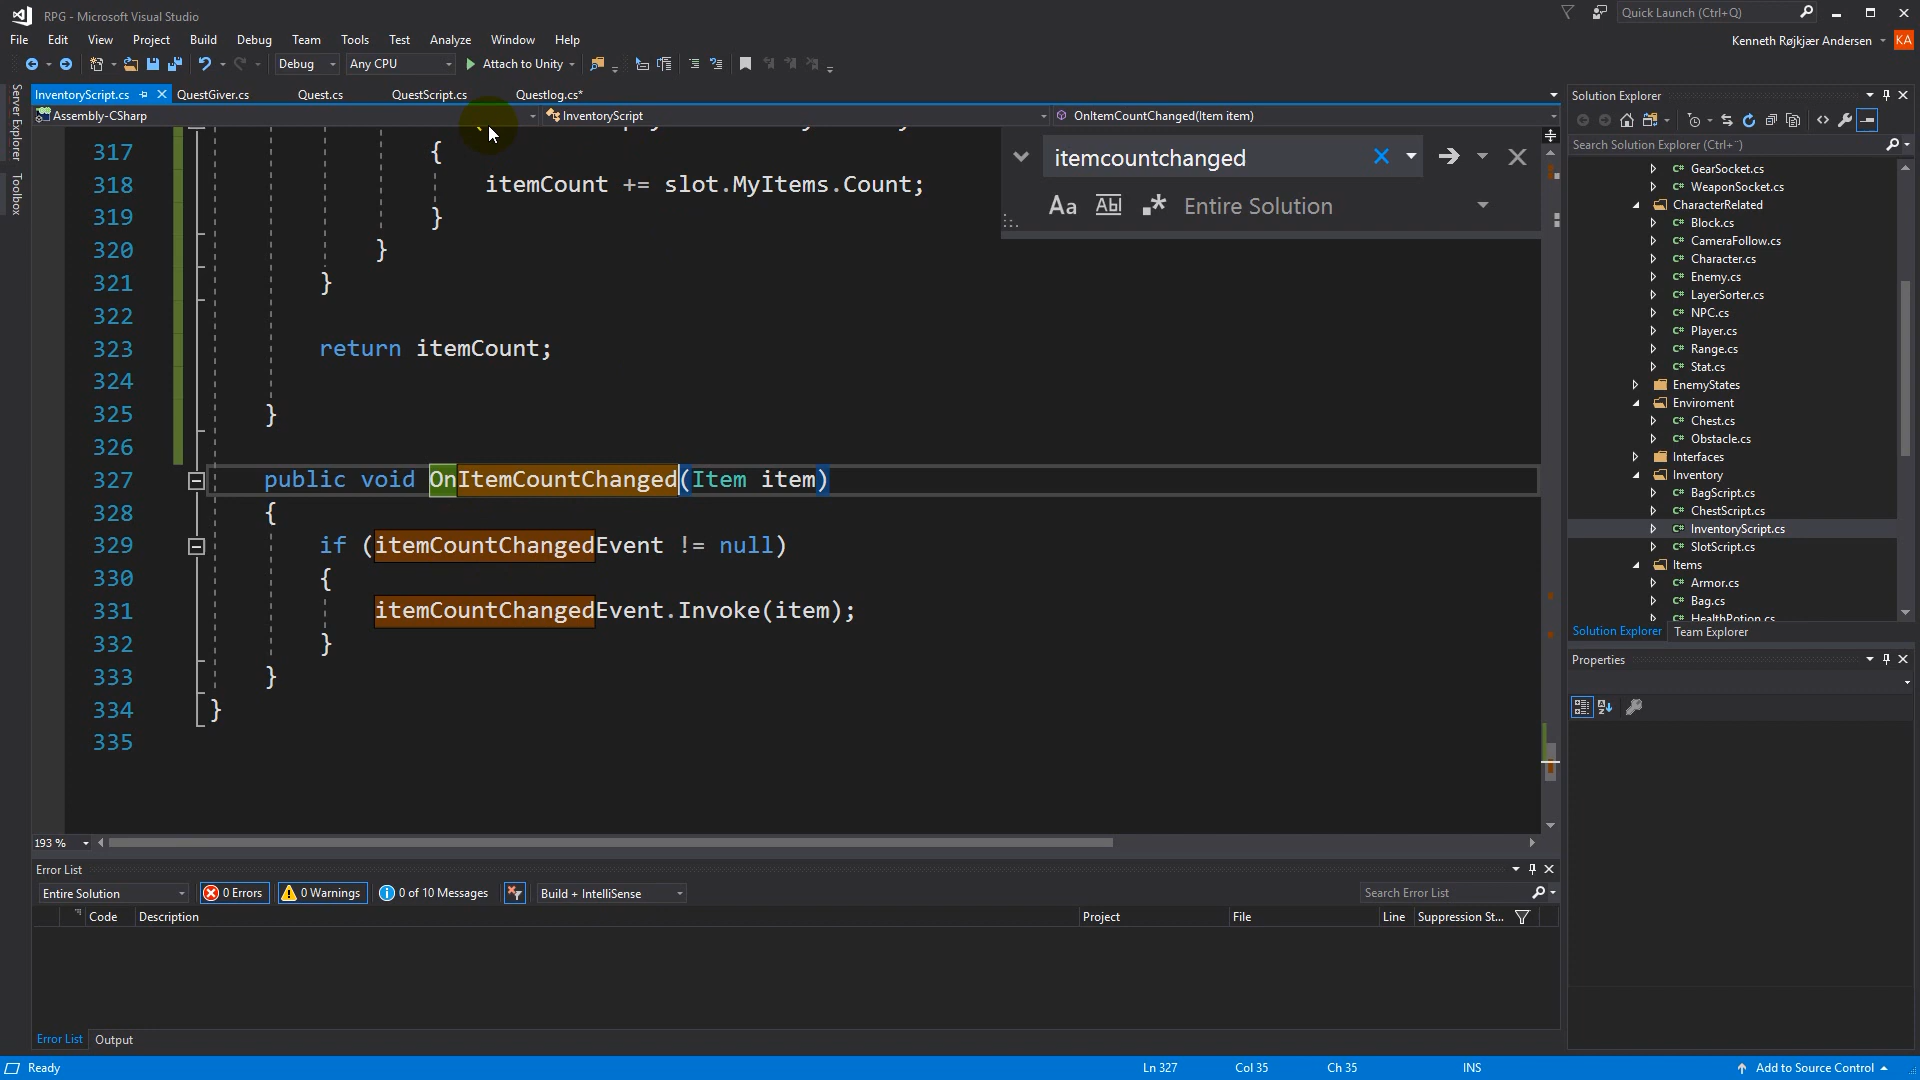 RPG - Microsoft Visual Studio
Quick Launch (Ctrl+Q)
File Edit View Project Build Debug Team Tools Test Analyze Window Help
Kenneth Røjkjær Andersen KA
Debug Any CPU Attach to Unity
InventoryScript.cs QuestGiver.cs Quest.cs QuestScript.cs Questlog.cs*
Assembly-CSharp InventoryScript OnItemCountChanged(Item item)
Server Explorer
Toolbox
itemcountchanged
Aa Abl .* Entire Solution
317 {
318 itemCount += slot.MyItems.Count;
319 }
320 }
321 }
322
323 return itemCount;
324
325 }
326
327 public void OnItemCountChanged(Item item)
328 {
329 if (itemCountChangedEvent != null)
330 {
331 itemCountChangedEvent.Invoke(item);
332 }
333 }
334 }
335
193 %
Solution Explorer
Search Solution Explorer (Ctrl+¨)
C# GearSocket.cs
C# WeaponSocket.cs
CharacterRelated
C# Block.cs
C# CameraFollow.cs
C# Character.cs
C# Enemy.cs
C# LayerSorter.cs
C# NPC.cs
C# Player.cs
C# Range.cs
C# Stat.cs
EnemyStates
Enviroment
C# Chest.cs
C# Obstacle.cs
Interfaces
Inventory
C# BagScript.cs
C# ChestScript.cs
C# InventoryScript.cs
C# SlotScript.cs
Items
C# Armor.cs
C# Bag.cs
C# HealthPotion.cs
Solution Explorer Team Explorer
Properties
Error List
Entire Solution 0 Errors 0 Warnings 0 of 10 Messages Build + IntelliSense Search Error List
Code Description Project File Line Suppression St...
Error List Output
Ready Ln 327 Col 35 Ch 35 INS Add to Source Control